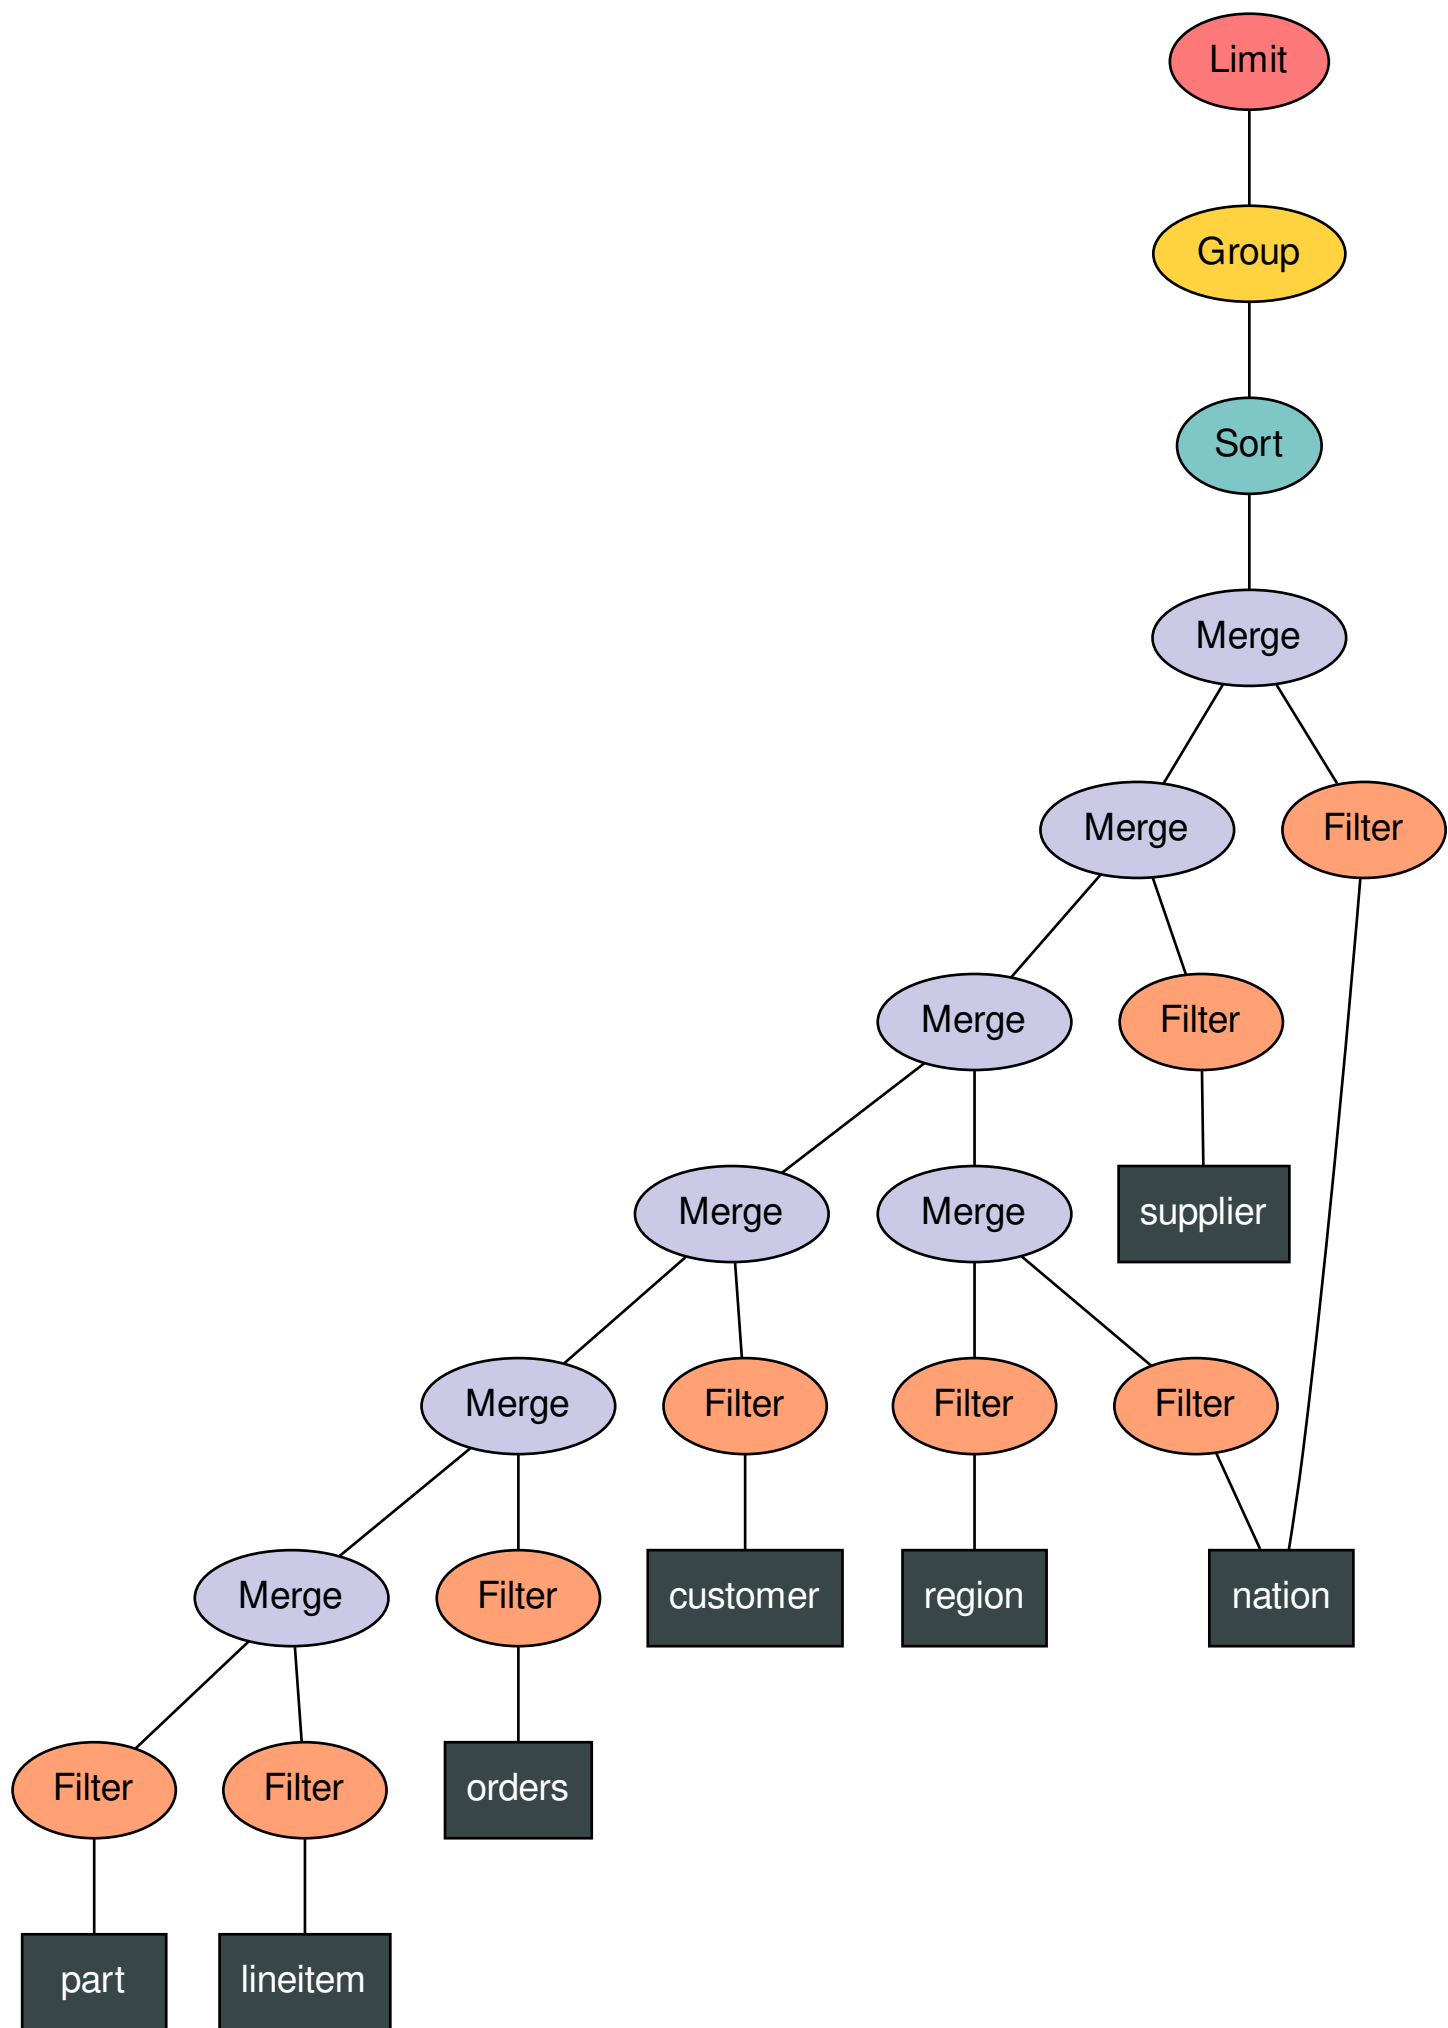 Limit
Group
Sort
Merge
Merge
Filter
Merge
Filter
Merge
Merge
supplier
Merge
Filter
Filter
Filter
Merge
Filter
customer
region
nation
Filter
Filter
orders
part
lineitem